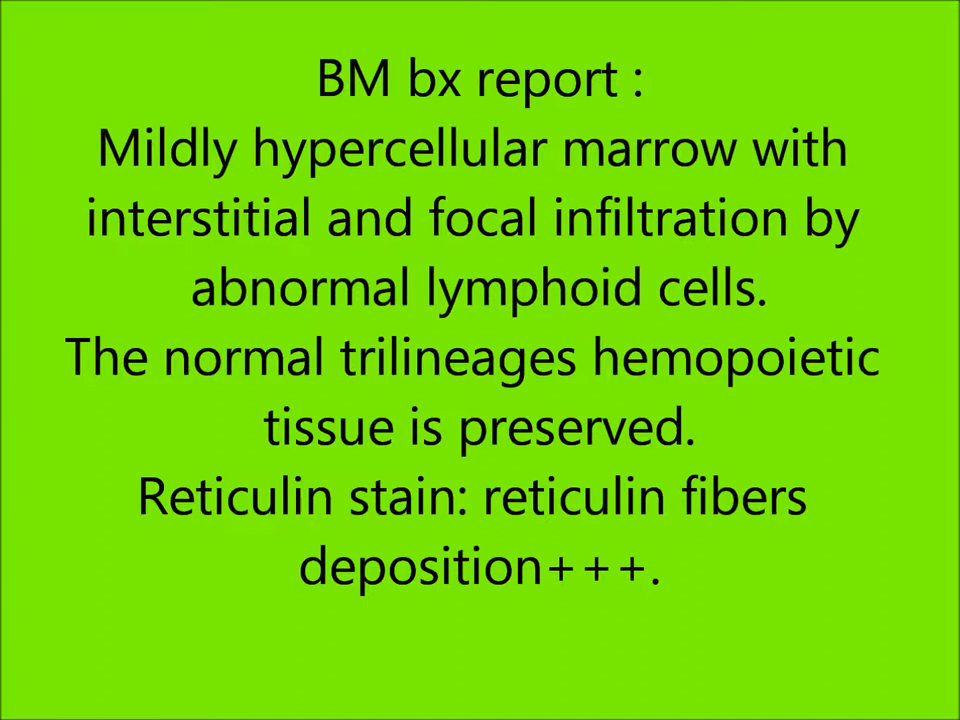 BM bx report :
Mildly hypercellular marrow with
interstitial and focal infiltration by
abnormal lymphoid cells.
The normal trilineages hemopoietic
tissue is preserved.
Reticulin stain: reticulin fibers
deposition+++.